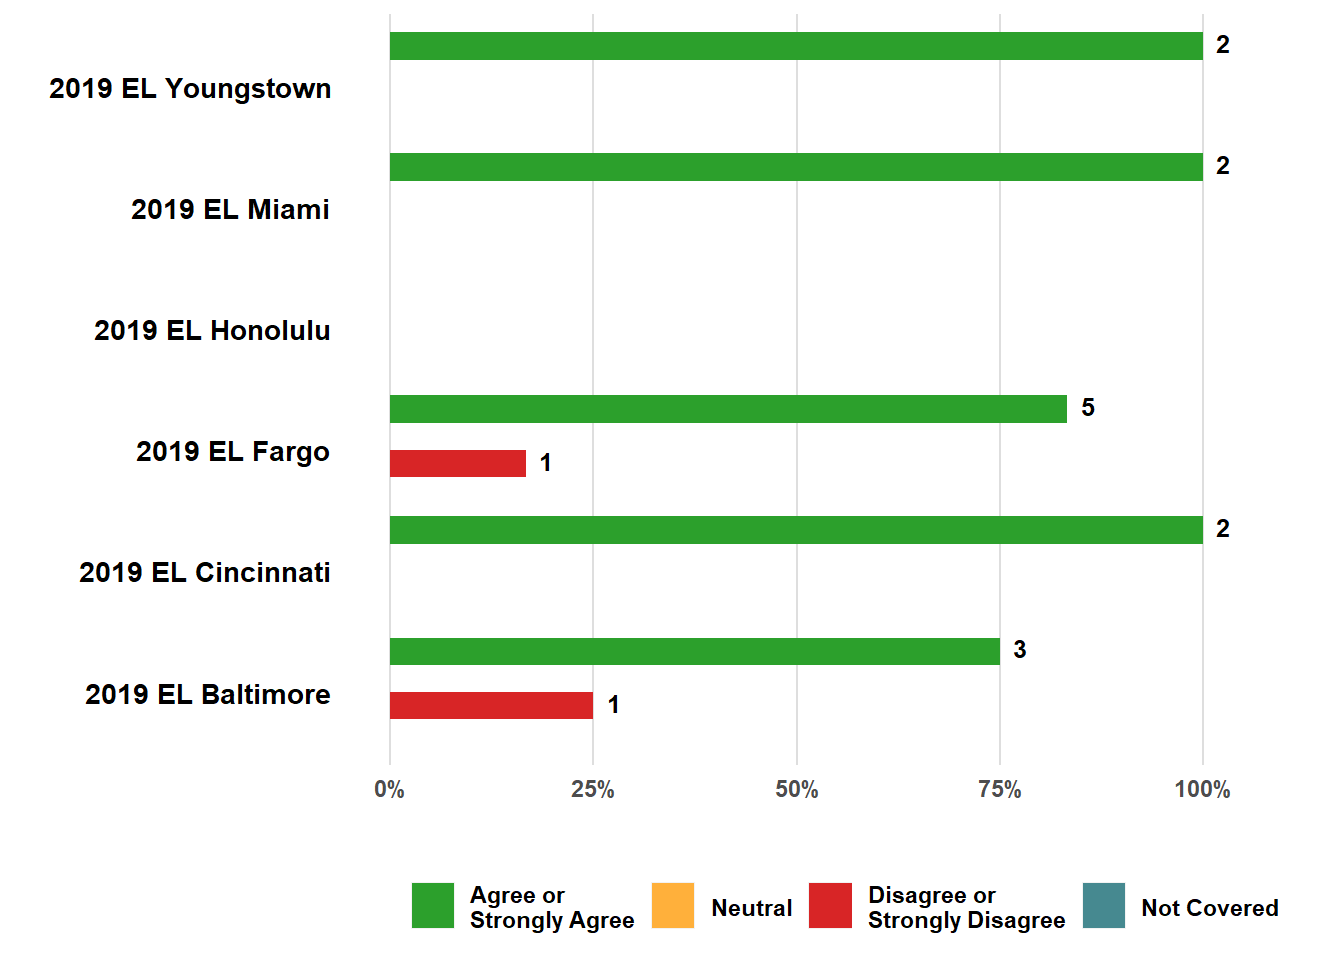 2
2019 EL Youngstown
2
2019 EL Miami
2019 EL Honolulu
5
2019 EL Fargo
1
2
2019 EL Cincinnati
3
2019 EL Baltimore
1
0% 25% 50% 75% 100%
Agree or
Strongly Agree
Neutral
Disagree or
Strongly Disagree
Not Covered